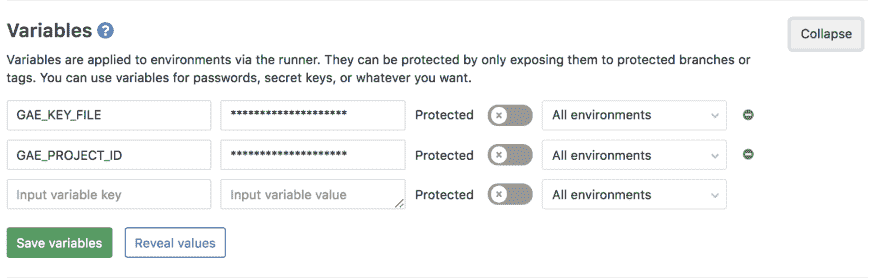 Variables ?
Collapse
Variables are applied to environments via the runner. They can be protected by only exposing them to protected branches or
tags. You can use variables for passwords, secret keys, or whatever you want.
GAE_KEY_FILE ******************** Protected All environments
GAE_PROJECT_ID ******************** Protected All environments
Input variable key Input variable value Protected All environments
Save variables Reveal values